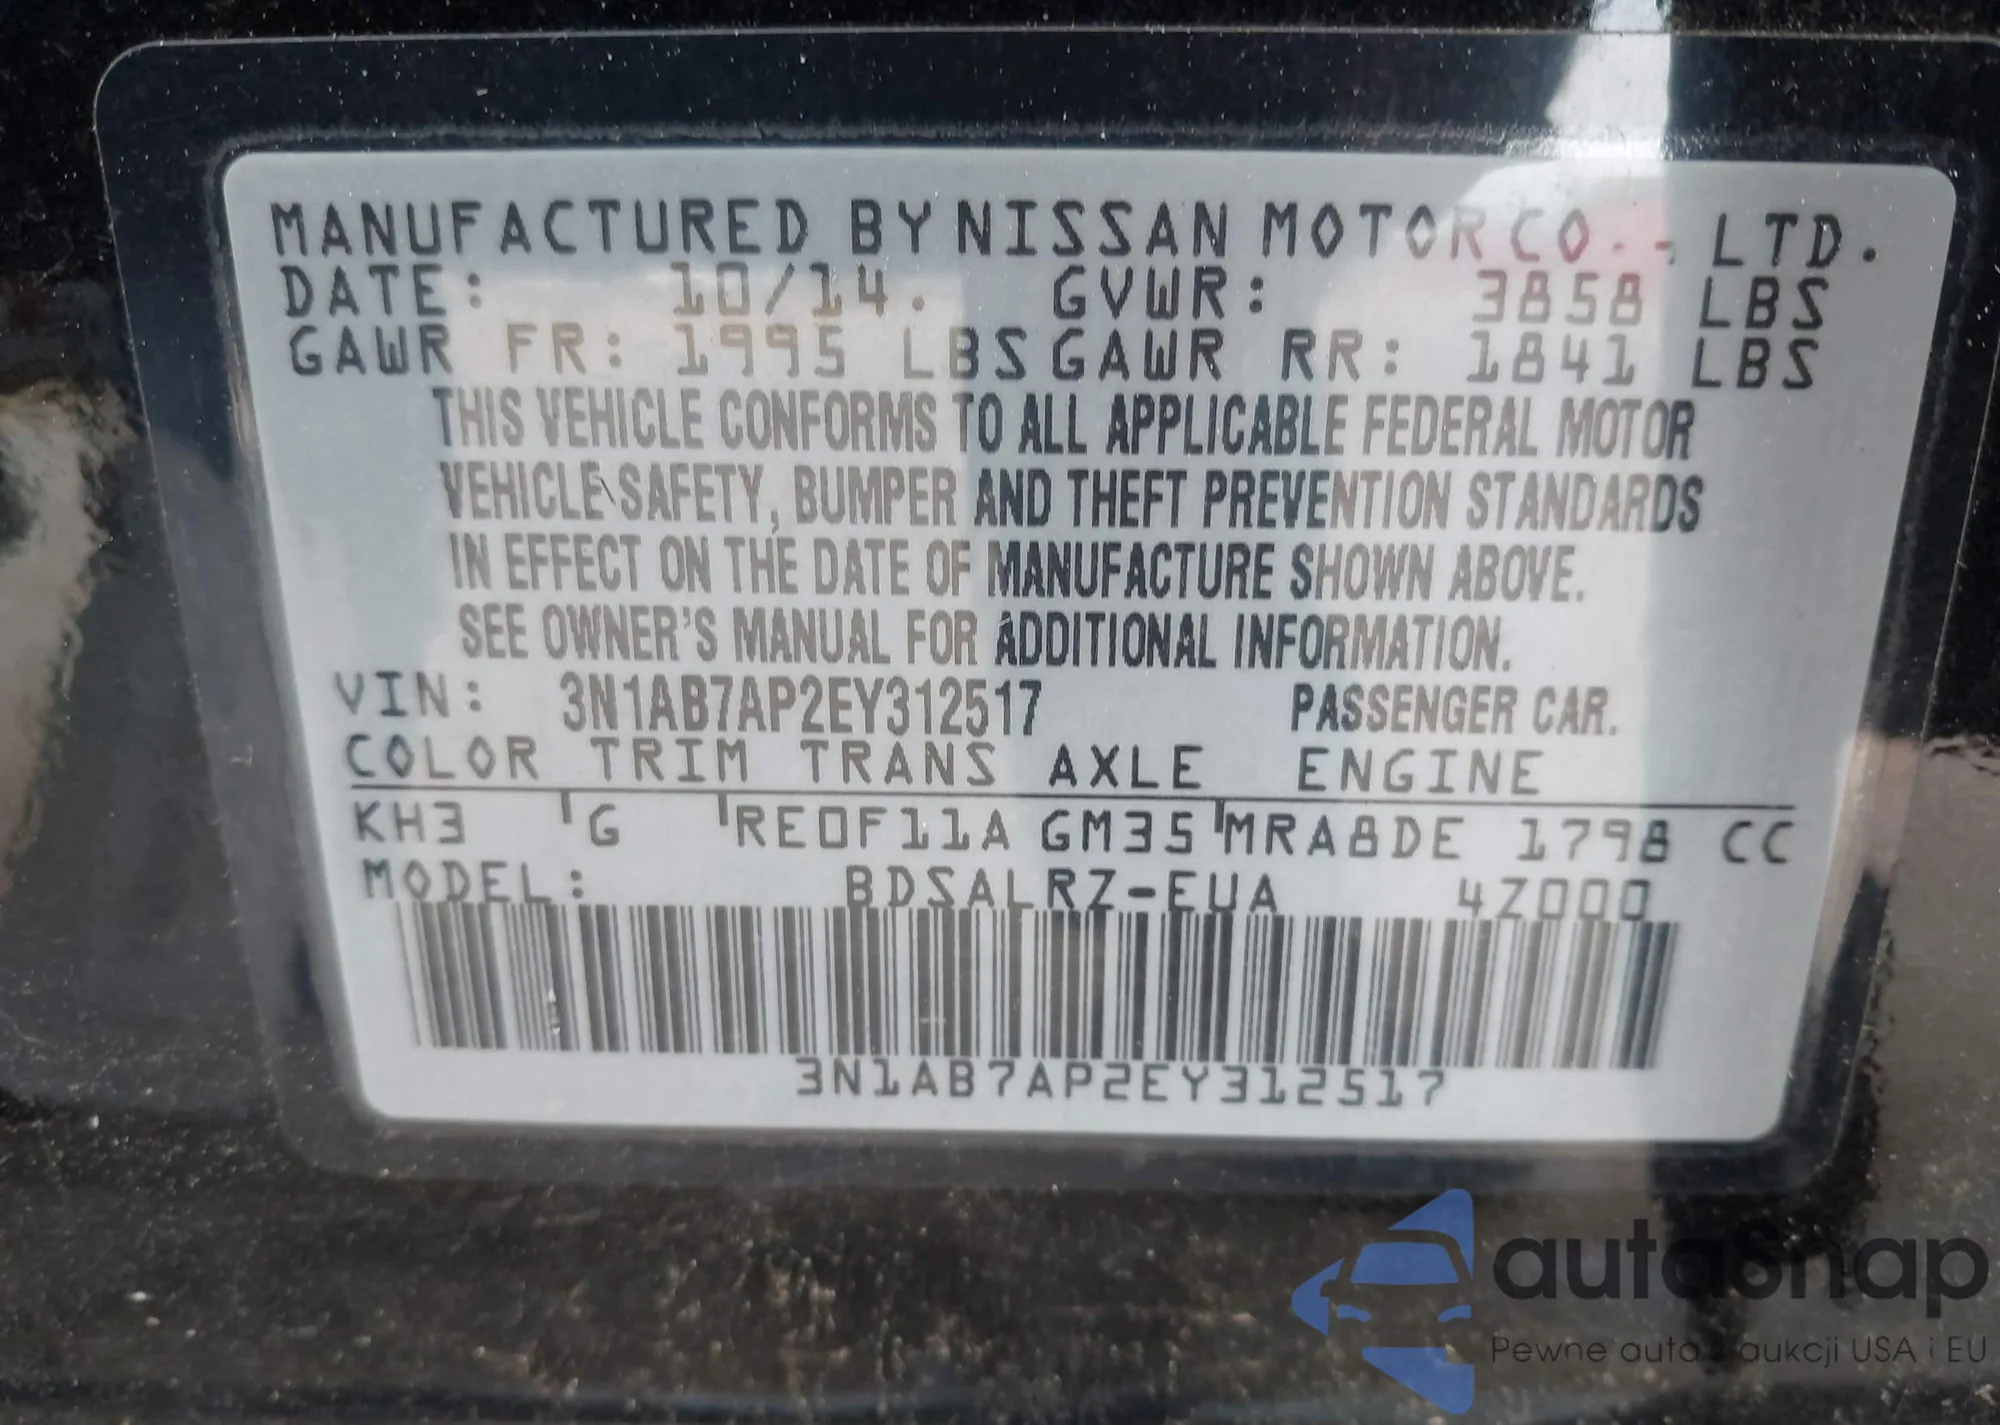 MANUFACTURED BY NISSAN MOTOR CO., LTD.
DATE: 10/14. GVWR: 3858 LBS
GAWR FR: 1995 LBS GAWR RR: 1841 LBS
THIS VEHICLE CONFORMS TO ALL APPLICABLE FEDERAL MOTOR
VEHICLE SAFETY, BUMPER AND THEFT PREVENTION STANDARDS
IN EFFECT ON THE DATE OF MANUFACTURE SHOWN ABOVE.
SEE OWNER'S MANUAL FOR ADDITIONAL INFORMATION.
VIN: 3N1AB7AP2EY312517 PASSENGER CAR.
COLOR TRIM TRANS AXLE ENGINE
KH3 G RE0F11A GM35 MRA8DE 1798 CC
MODEL: BDSALRZ-EUA 4Z000
3N1AB7AP2EY312517
autaSnap
Pewne auta z aukcji USA i EU